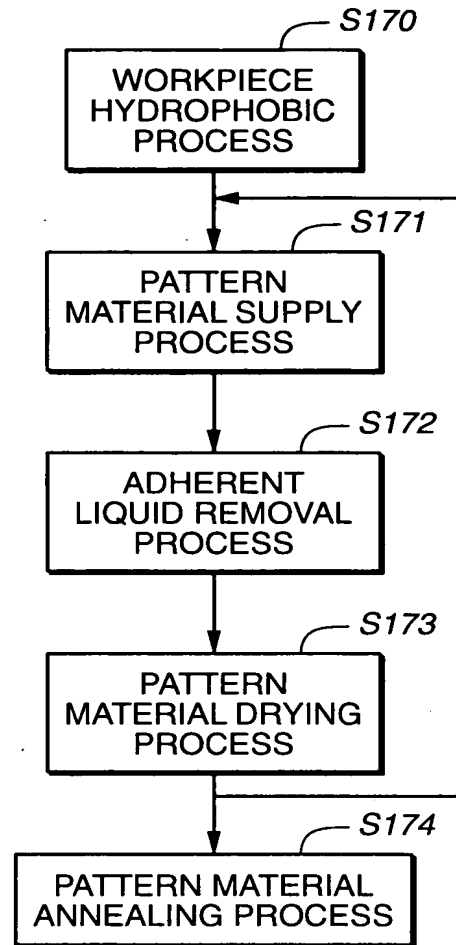 S170
WORKPIECE
HYDROPHOBIC
PROCESS
S171
PATTERN
MATERIAL SUPPLY
PROCESS
S172
ADHERENT
LIQUID REMOVAL
PROCESS
S173
PATTERN
MATERIAL DRYING
PROCESS
S174
PATTERN MATERIAL
ANNEALING PROCESS